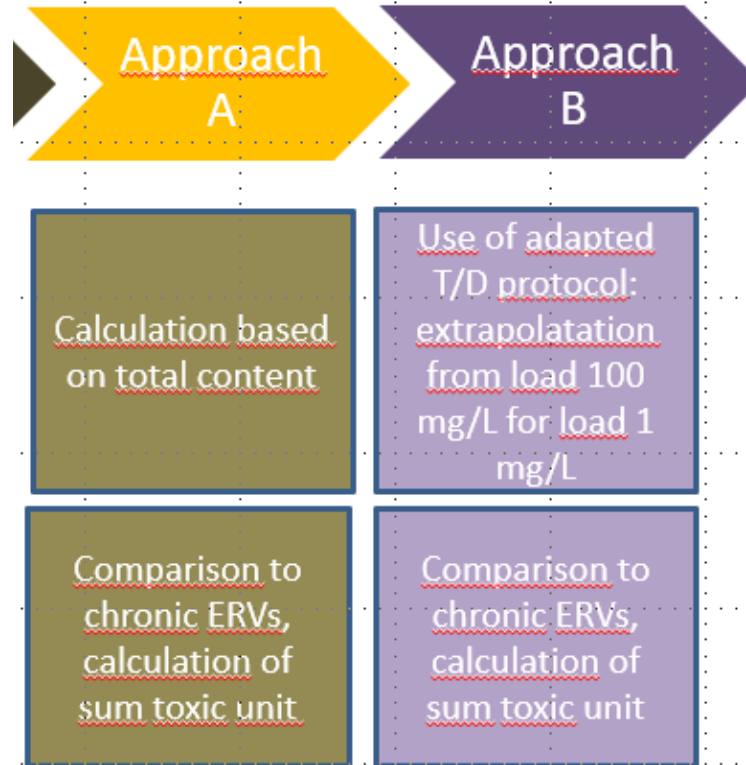 Approach
A
Approach
B
Calculation based
on total content
Use of adapted
T/D protocol:
extrapolatation
from load 100
mg/L for load 1
mg/L
Comparison to
chronic ERVs,
calculation of
sum toxic unit
Comparison to
chronic ERVs,
calculation of
sum toxic unit